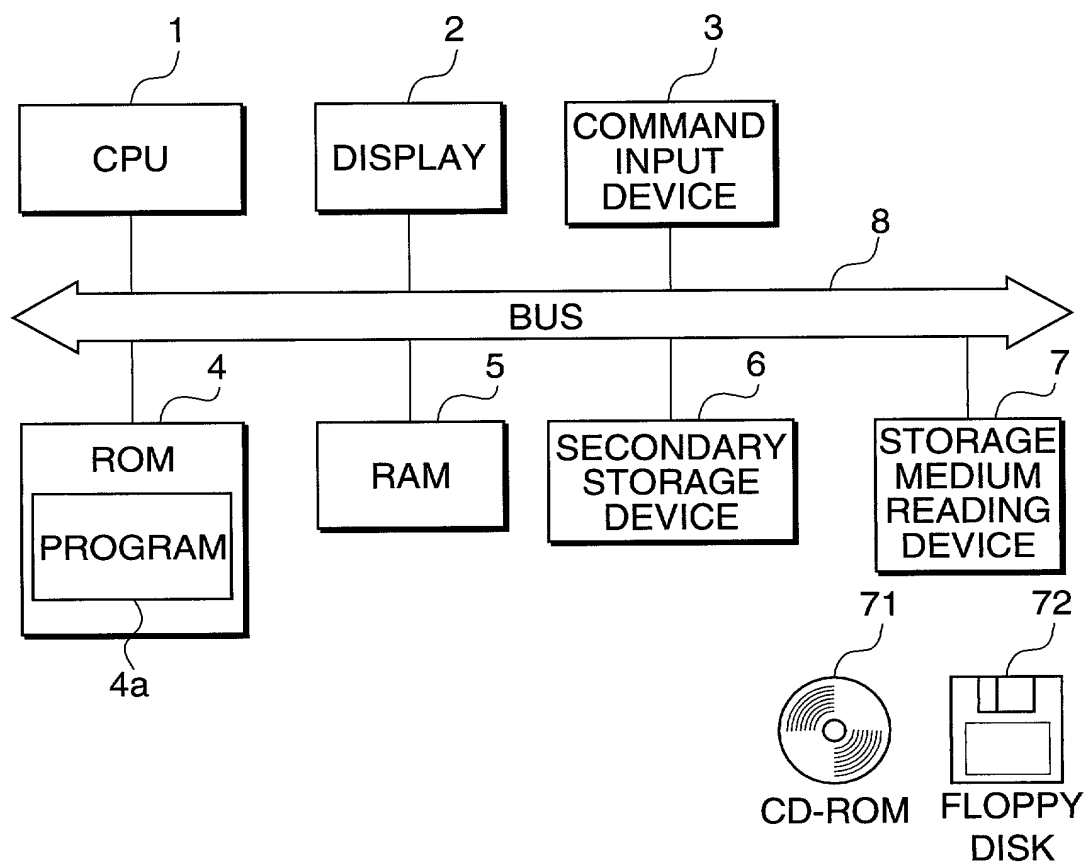 1
2
3
CPU
DISPLAY
COMMAND
INPUT
DEVICE
8
BUS
4
5
6
7
ROM
PROGRAM
4a
RAM
SECONDARY
STORAGE
DEVICE
STORAGE
MEDIUM
READING
DEVICE
71
72
CD-ROM
FLOPPY
DISK